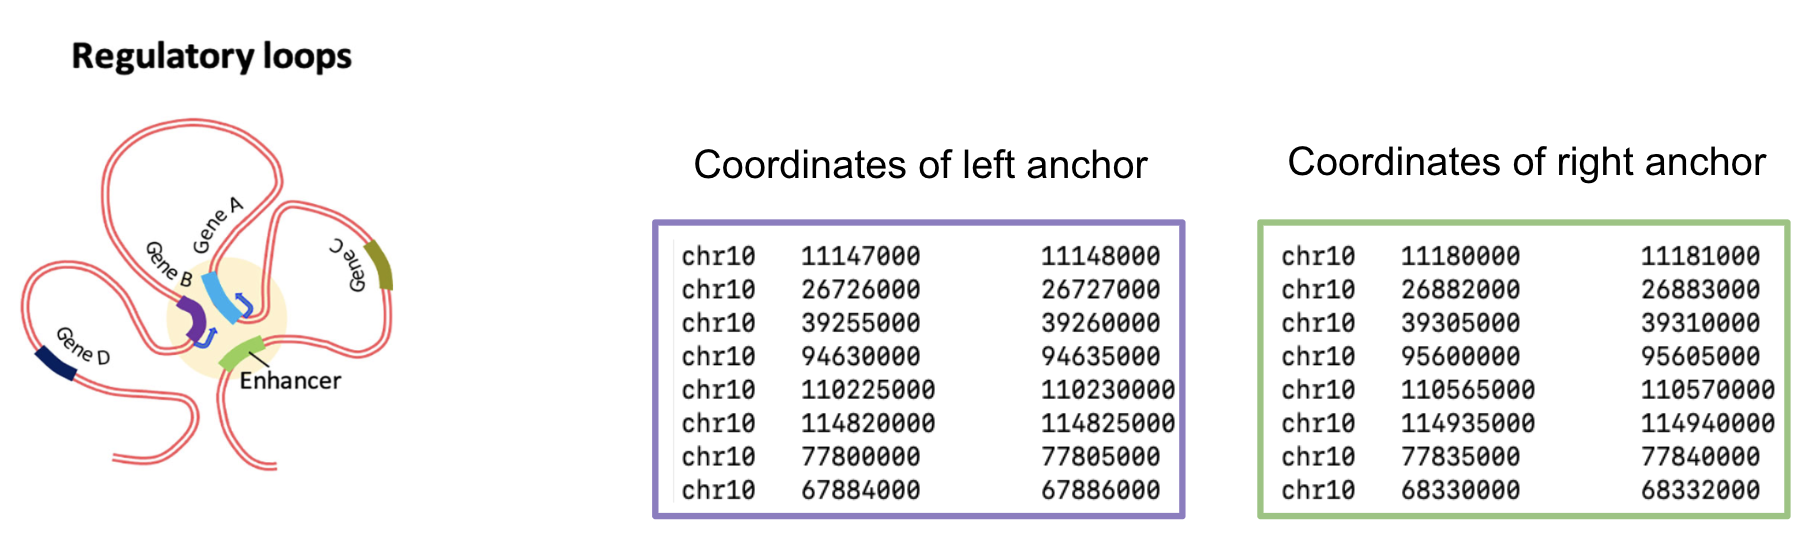 Regulatory loops
Gene A
Gene B
Gene C
Gene D
Enhancer
Coordinates of left anchor
chr10 11147000 11148000
chr10 26726000 26727000
chr10 39255000 39260000
chr10 94630000 94635000
chr10 110225000 110230000
chr10 114820000 114825000
chr10 77800000 77805000
chr10 67884000 67886000
Coordinates of right anchor
chr10 11180000 11181000
chr10 26882000 26883000
chr10 39305000 39310000
chr10 95600000 95605000
chr10 110565000 110570000
chr10 114935000 114940000
chr10 77835000 77840000
chr10 68330000 68332000